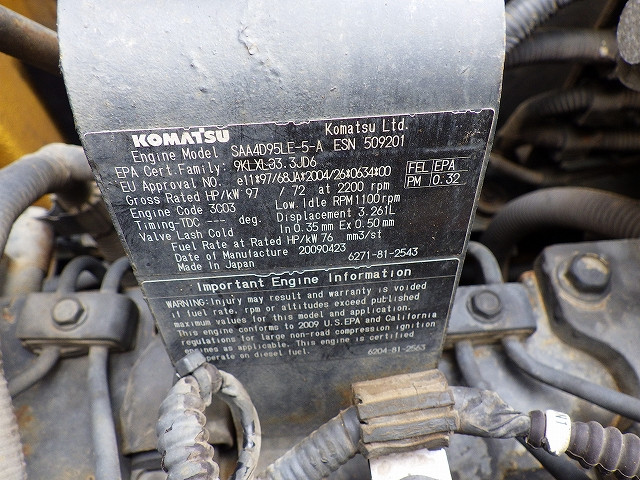 KOMATSU Komatsu Ltd.
Engine Model SAA4D95LE-5-A ESN 509201
EPA Cert.Family: 9KLXL03.3JD6
EU Approval NO. e11*97/68JA*2004/26*0634*00
FEL EPA
PM 0.32
Gross Rated HP/kW 97 / 72 at 2200 rpm
Engine Code 3C03 Low.Idle RPM 1100rpm
Timing-TDC --- deg. Displacement 3.261L
Valve Lash Cold In 0.35 mm Ex 0.50 mm
Fuel Rate at Rated HP/kW 76 mm3/st
Date of Manufacture 20090423
Made in Japan 6271-81-2543
Important Engine Information
WARNING: Injury may result and warranty is voided
if fuel rate, rpm or altitudes exceed published
maximum values for this model and application.
This engine conforms to 2009 U.S.EPA and California
regulations for large non-road compression ignition
engines as applicable. This engine is certified
operate on diesel fuel. 6204-81-2563